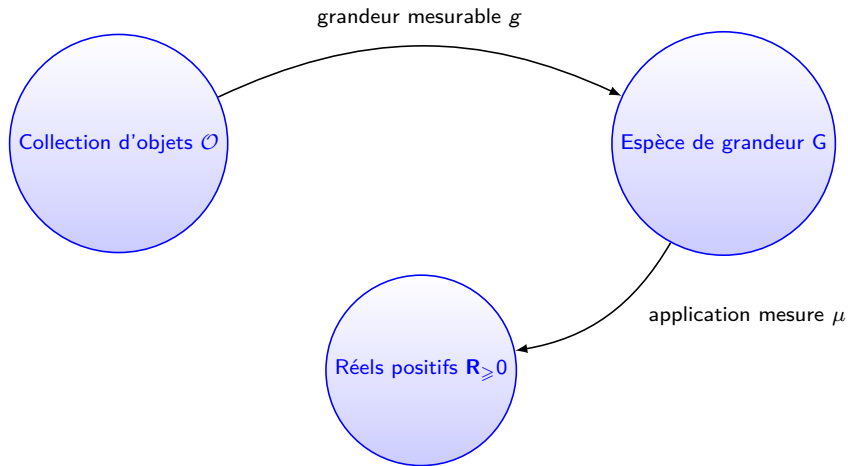 grandeur mesurable g
Collection d'objets 𝒪
Espèce de grandeur G
application mesure μ
Réels positifs R⩾0